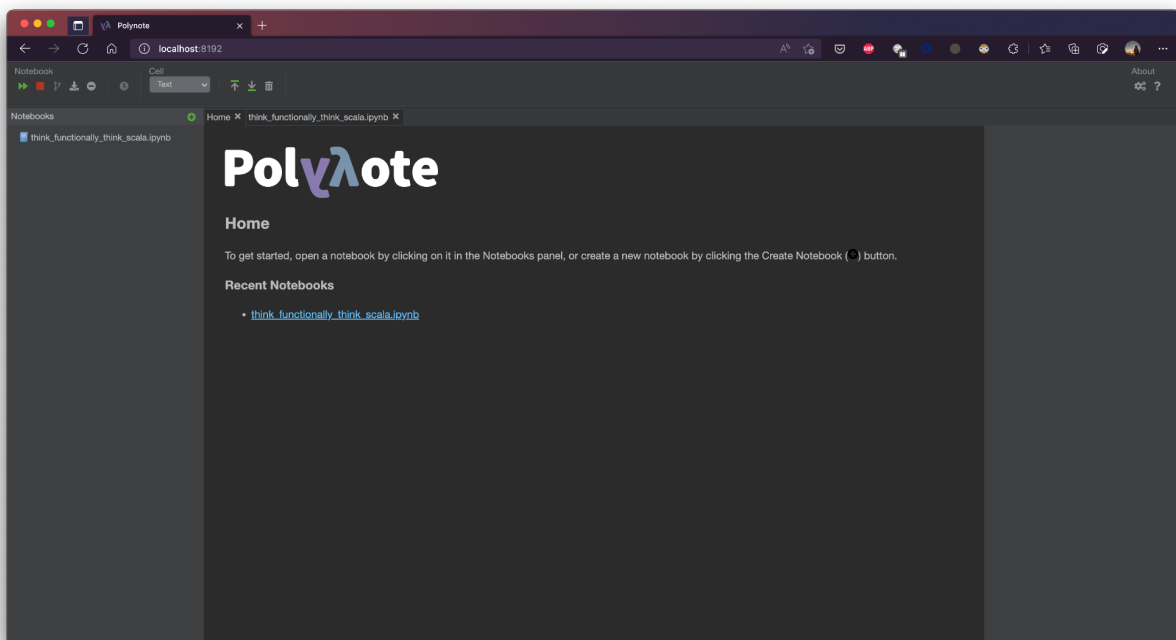 Polynote
localhost:8192
Notebook
Cell
About
Text
Notebooks
Home
think_functionally_think_scala.ipynb
think_functionally_think_scala.ipynb
Polyλote
Home
To get started, open a notebook by clicking on it in the Notebooks panel, or create a new notebook by clicking the Create Notebook () button.
Recent Notebooks
• think_functionally_think_scala.ipynb